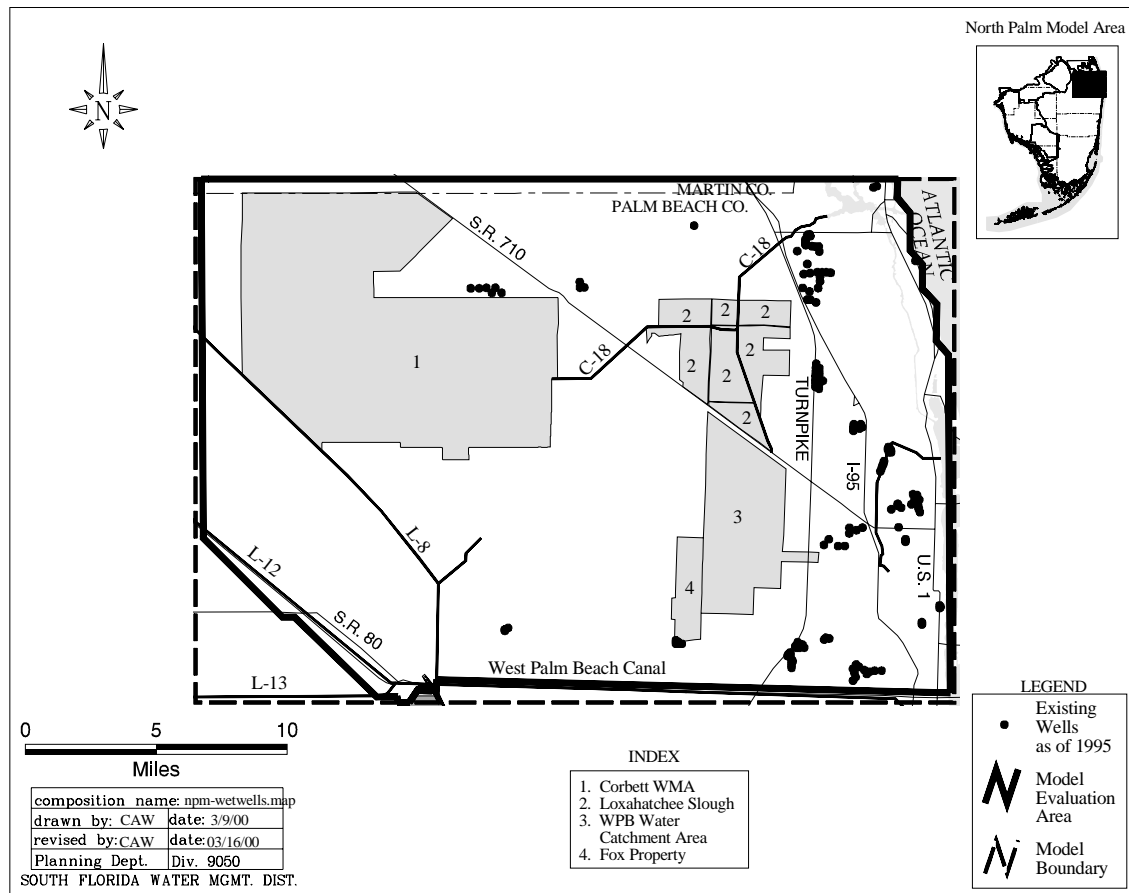 North Palm Model Area
N
MARTIN CO.
PALM BEACH CO.
ATLANTIC
OCEAN
S.R. 710
C-18
2
2
2
1
C-18
2
2
2
2
TURNPIKE
I-95
3
L-8
L-12
U.S. 1
4
S.R. 80
West Palm Beach Canal
L-13
0 5 10
Miles
composition name: npm-wetwells.map
drawn by: CAW date: 3/9/00
revised by: CAW date: 03/16/00
Planning Dept. Div. 9050
SOUTH FLORIDA WATER MGMT. DIST.
INDEX
1. Corbett WMA
2. Loxahatchee Slough
3. WPB Water
Catchment Area
4. Fox Property
LEGEND
Existing
Wells
as of 1995
Model
Evaluation
Area
Model
Boundary